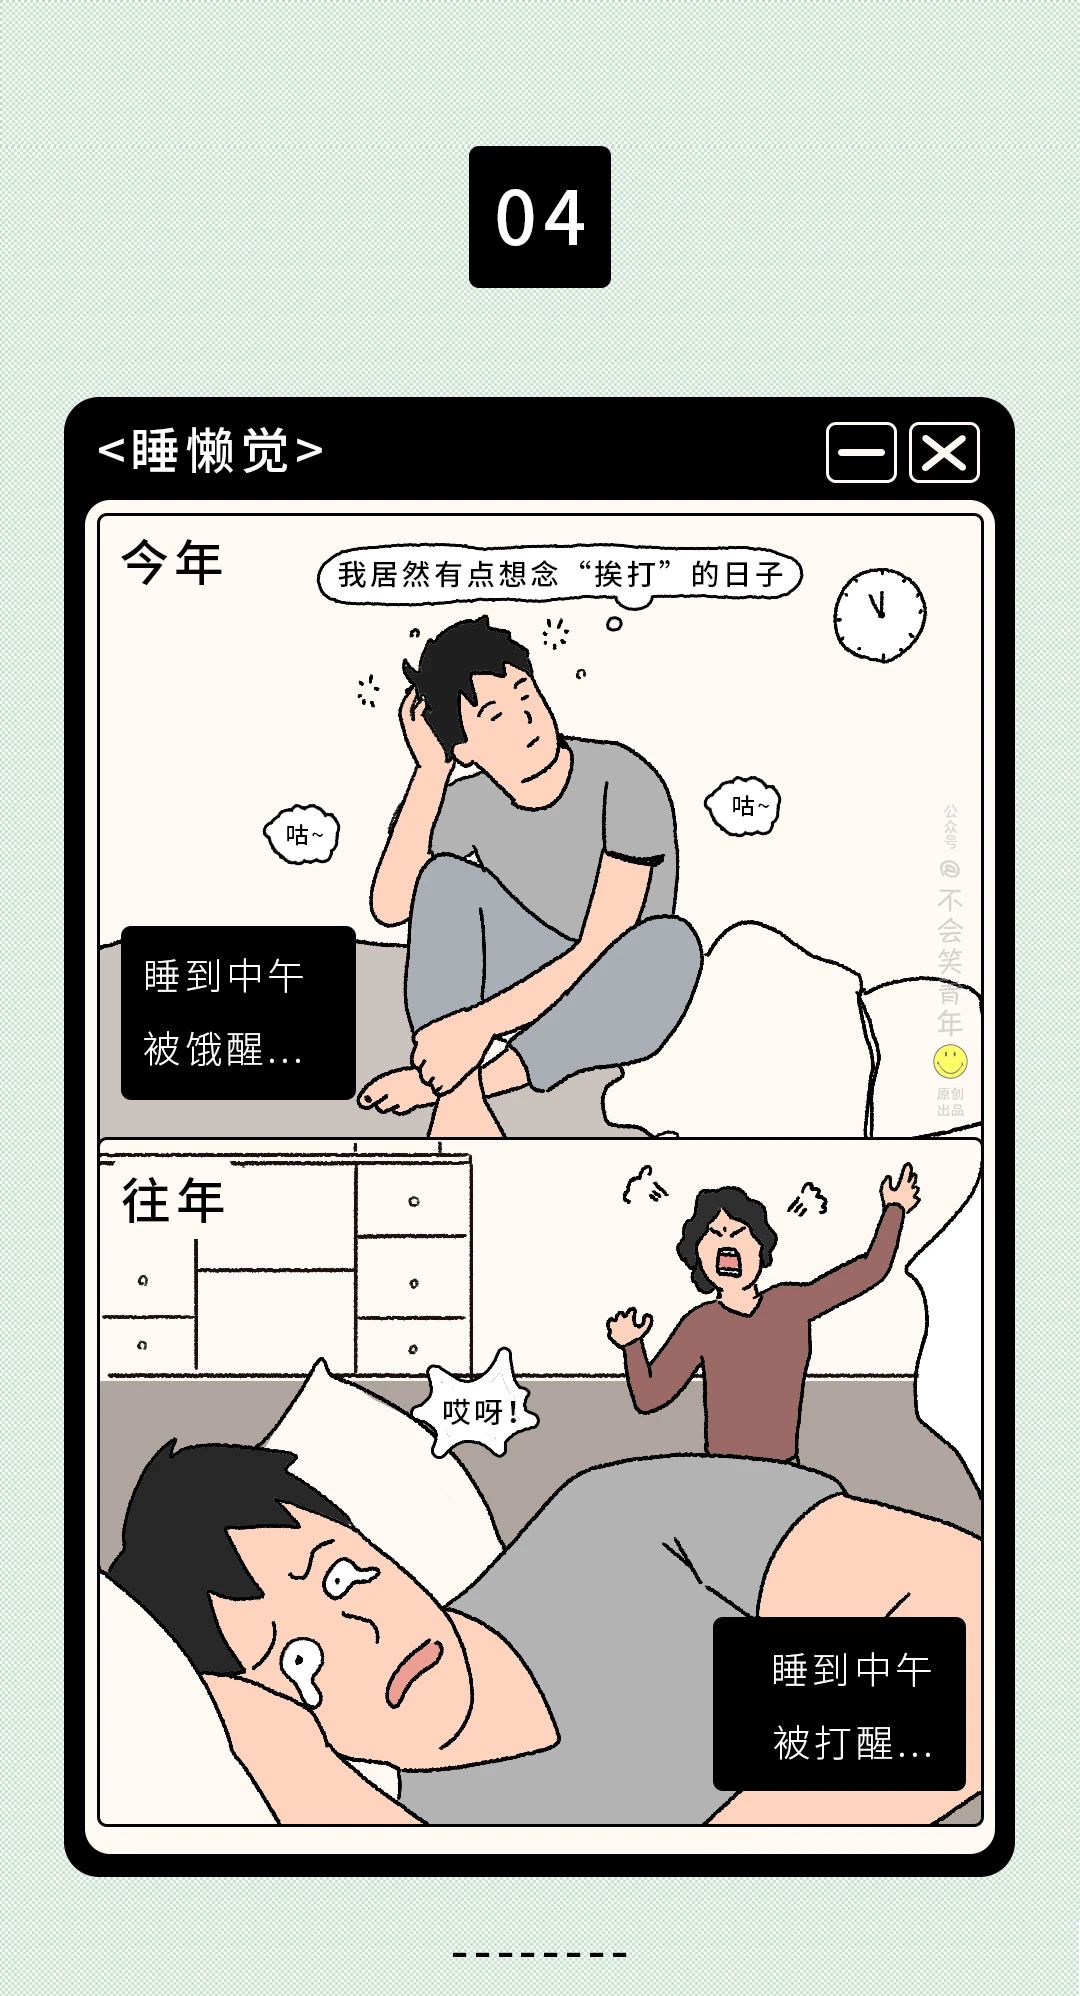 04
<睡懒觉>
今年
我居然有点想念“挨打”的日子
咕~
咕~
公众号
@不会笑青年
原创
出品
睡到中午
被饿醒...
往年
哎呀!
睡到中午
被打醒...